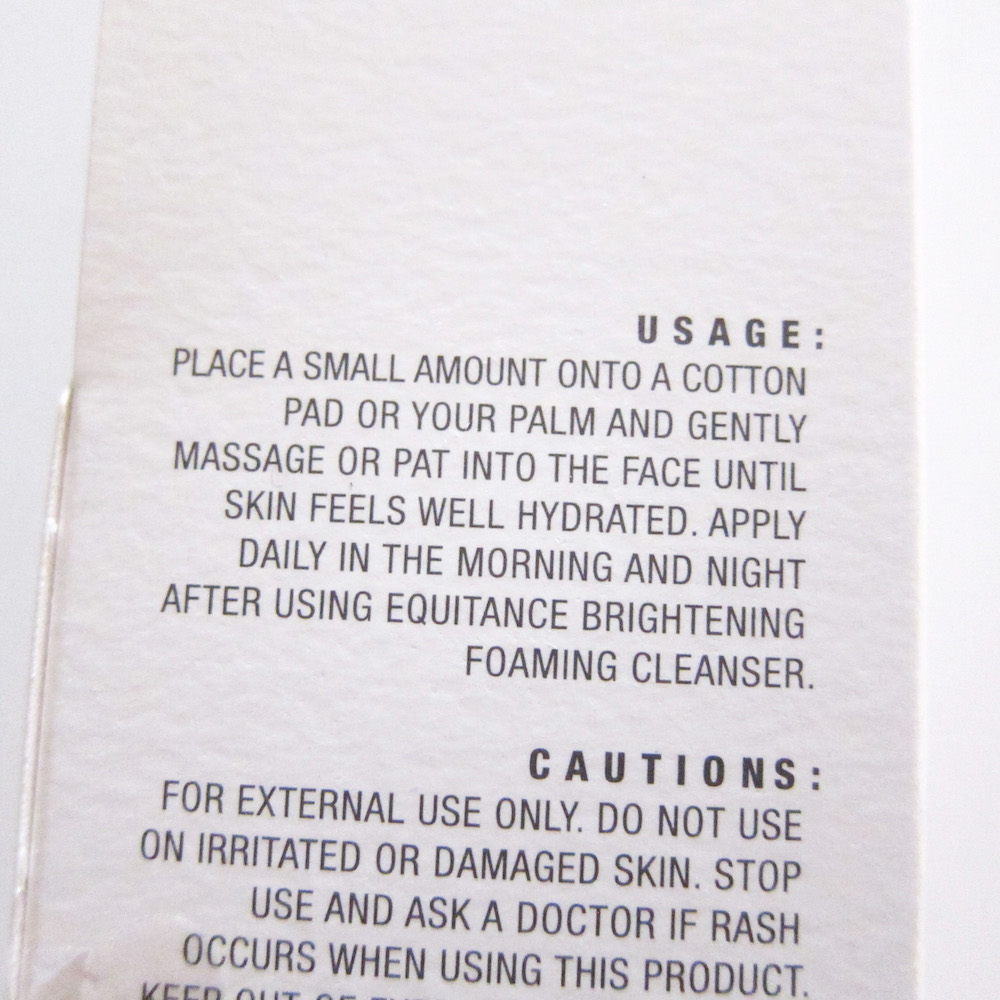 USAGE:
PLACE A SMALL AMOUNT ONTO A COTTON
PAD OR YOUR PALM AND GENTLY
MASSAGE OR PAT INTO THE FACE UNTIL
SKIN FEELS WELL HYDRATED. APPLY
DAILY IN THE MORNING AND NIGHT
AFTER USING EQUITANCE BRIGHTENING
FOAMING CLEANSER.
CAUTIONS:
FOR EXTERNAL USE ONLY. DO NOT USE
ON IRRITATED OR DAMAGED SKIN. STOP
USE AND ASK A DOCTOR IF RASH
OCCURS WHEN USING THIS PRODUCT.
KEEP OUT OF